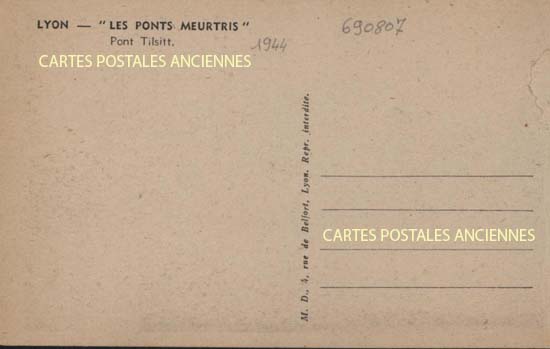 LYON — "LES PONTS MEURTRIS"
Pont Tilsitt.
1944
690807
CARTES POSTALES ANCIENNES
M. D., 4, rue de Belfort, Lyon. Repr. interdite.
CARTES POSTALES ANCIENNES